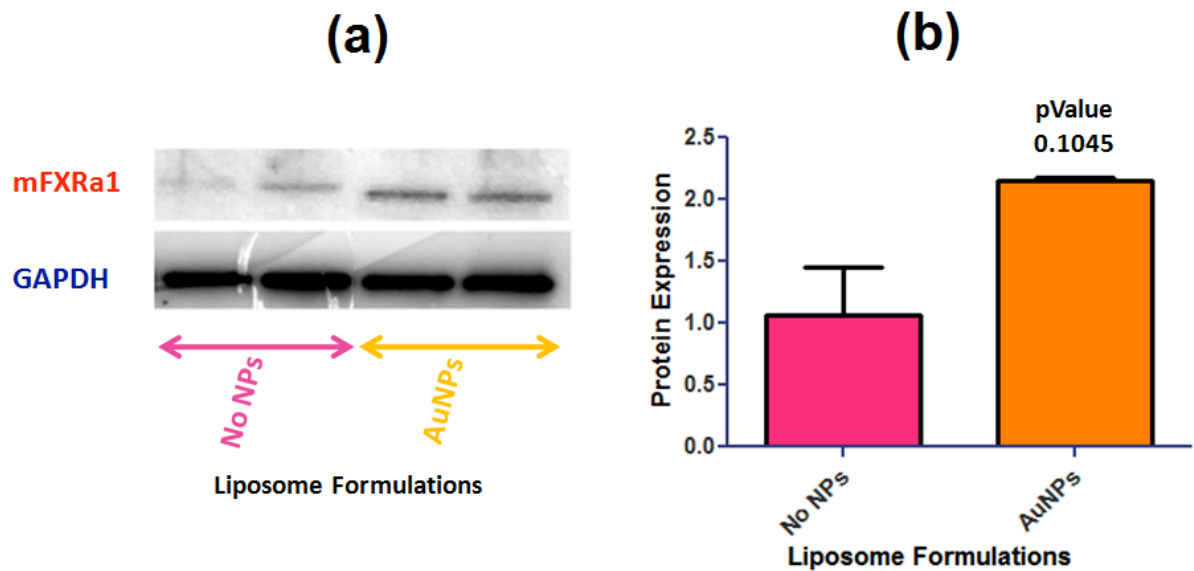 (a)
mFXRa1
GAPDH
No NPs
AuNPs
Liposome Formulations
(b)
pValue
0.1045
Protein Expression
2.5
2.0
1.5
1.0
0.5
0.0
No NPs
AuNPs
Liposome Formulations